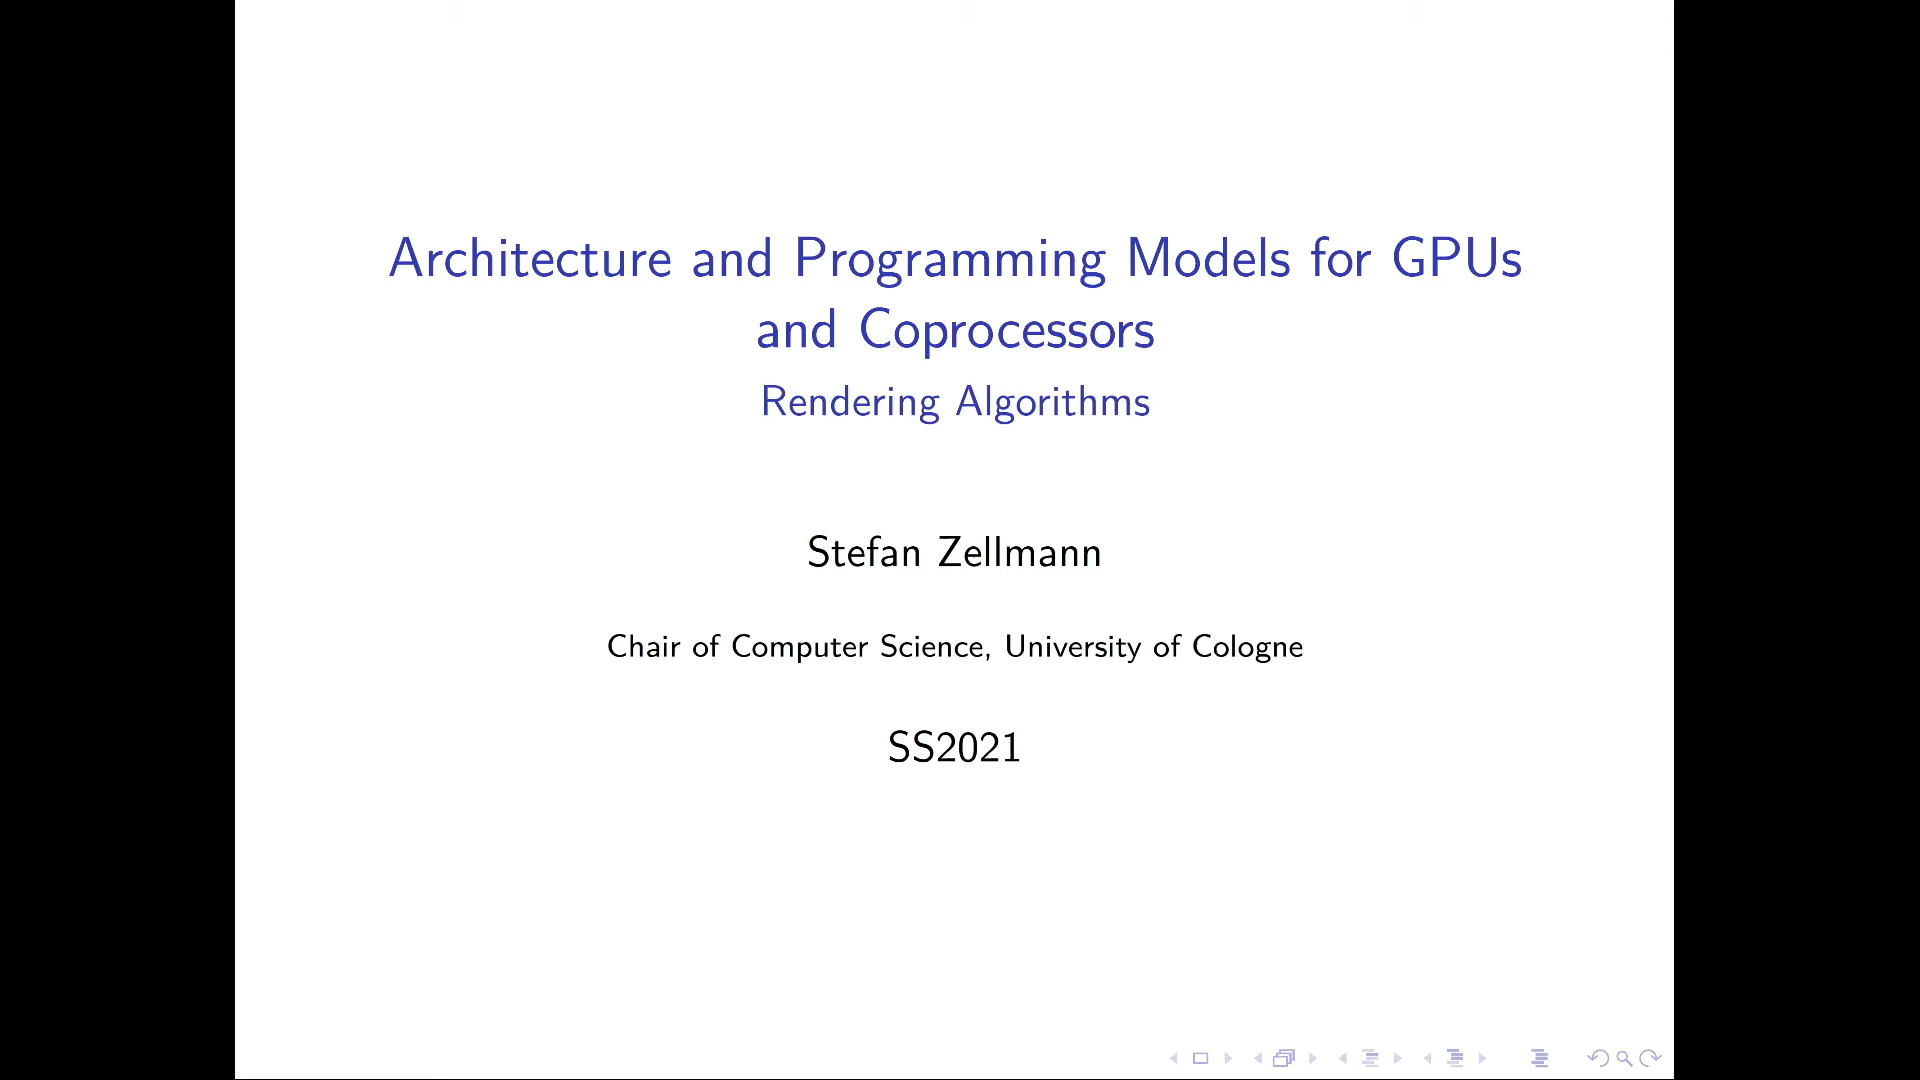 Architecture and Programming Models for GPUs
and Coprocessors
Rendering Algorithms
Stefan Zellmann
Chair of Computer Science, University of Cologne
SS2021